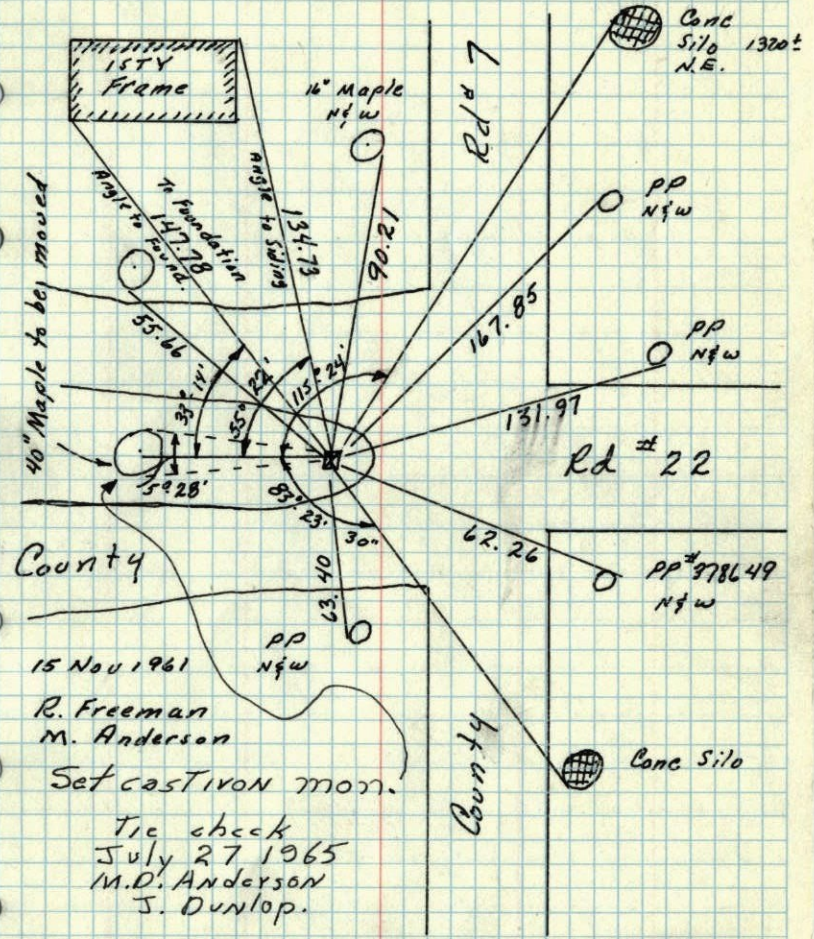 Conc
Silo 1320±
N.E.
1STY
Frame
16" Maple
N&W
Rd # 7
PP
N&W
40" Maple to be moved
Angle to
Found.
To Foundation
147.78
Angle to Siding
134.73
90.21
167.85
55.66
PP
N&W
33°-14'
55°-22'
115°-24'
131.97
Rd # 22
5°28'
83°-23'
30"
62.26
County
63.40
PP #378649
N&W
PP
N&W
15 Nov 1961
R. Freeman
M. Anderson
Set castIron mon.
County
Conc Silo
Tie check
July 27 1965
M.D. Anderson
J. Dunlop.